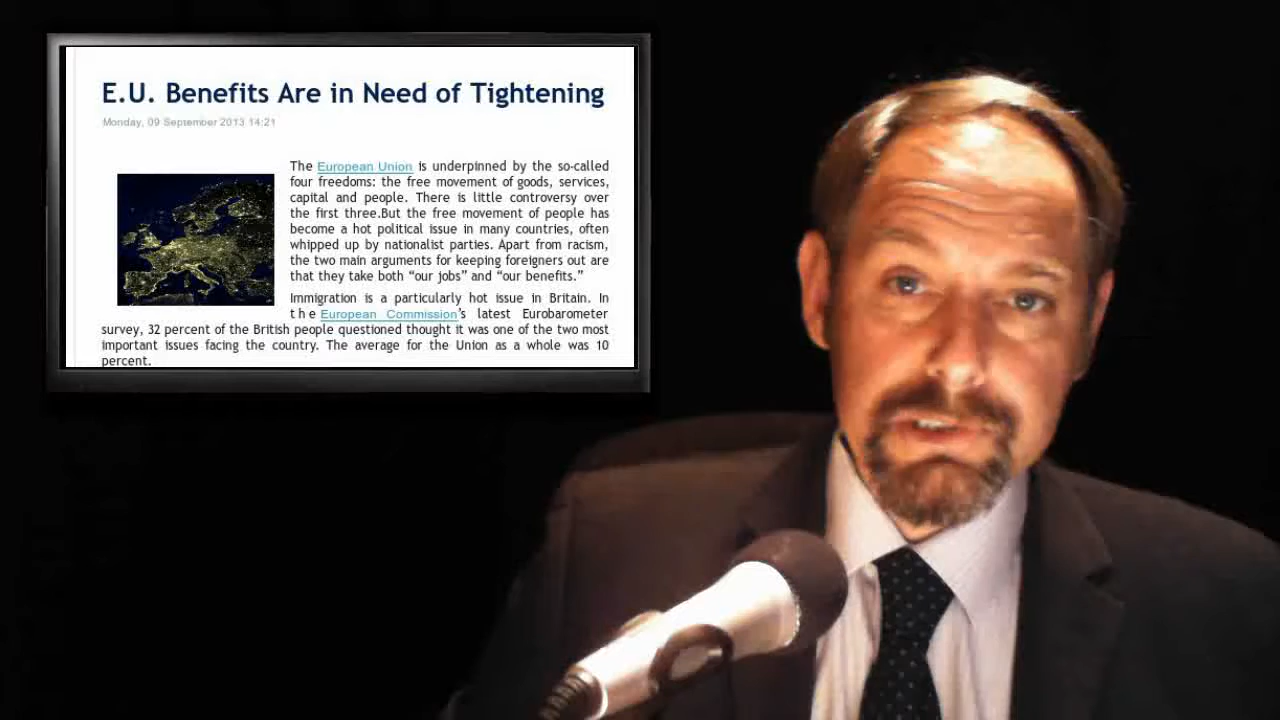 E.U. Benefits Are in Need of Tightening
Monday, 09 September 2013 14:21
The European Union is underpinned by the so-called
four freedoms: the free movement of goods, services,
capital and people. There is little controversy over
the first three.But the free movement of people has
become a hot political issue in many countries, often
whipped up by nationalist parties. Apart from racism,
the two main arguments for keeping foreigners out are
that they take both “our jobs” and “our benefits.”
Immigration is a particularly hot issue in Britain. In
the European Commission's latest Eurobarometer
survey, 32 percent of the British people questioned thought it was one of the two most
important issues facing the country. The average for the Union as a whole was 10
percent.